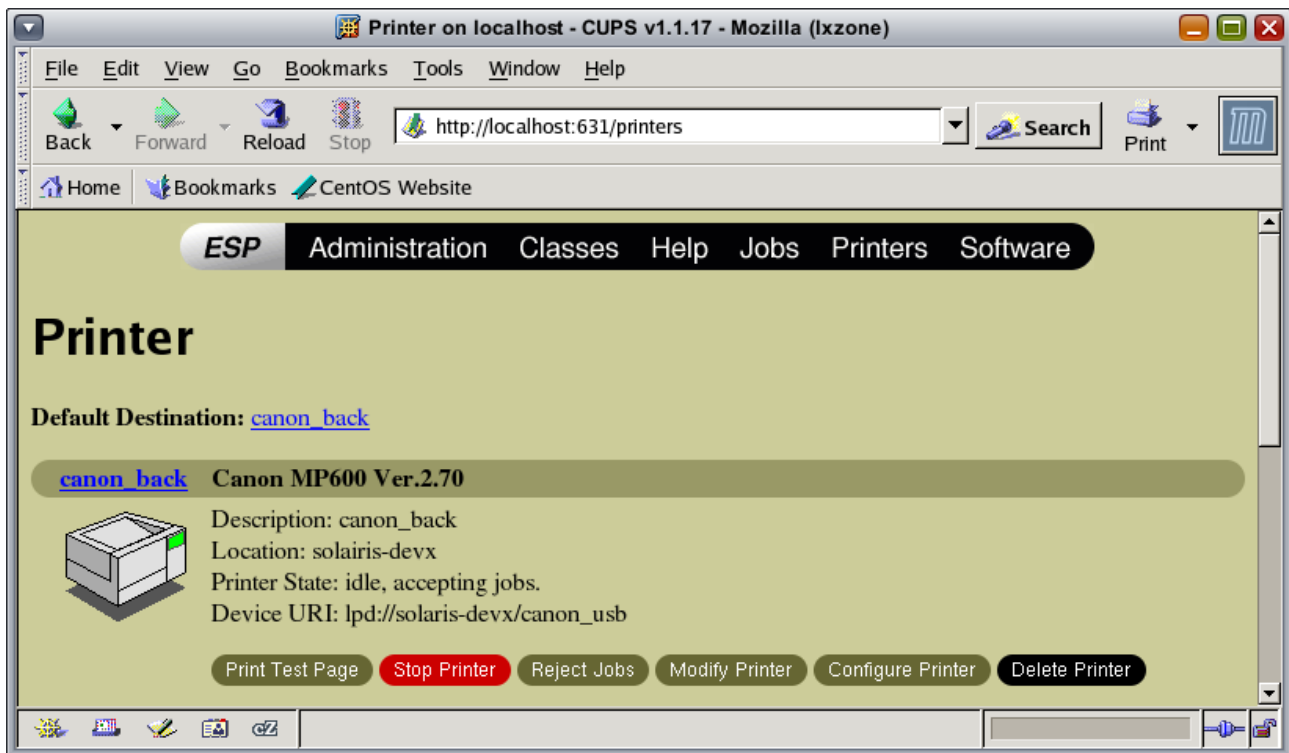 Printer on localhost - CUPS v1.1.17 - Mozilla (lxzone)
File Edit View Go Bookmarks Tools Window Help
Back Forward Reload Stop http://localhost:631/printers Search Print
Home Bookmarks CentOS Website
ESP Administration Classes Help Jobs Printers Software
Printer
Default Destination: canon_back
canon_back Canon MP600 Ver.2.70
Description: canon_back
Location: solairis-devx
Printer State: idle, accepting jobs.
Device URI: lpd://solaris-devx/canon_usb
Print Test Page Stop Printer Reject Jobs Modify Printer Configure Printer Delete Printer